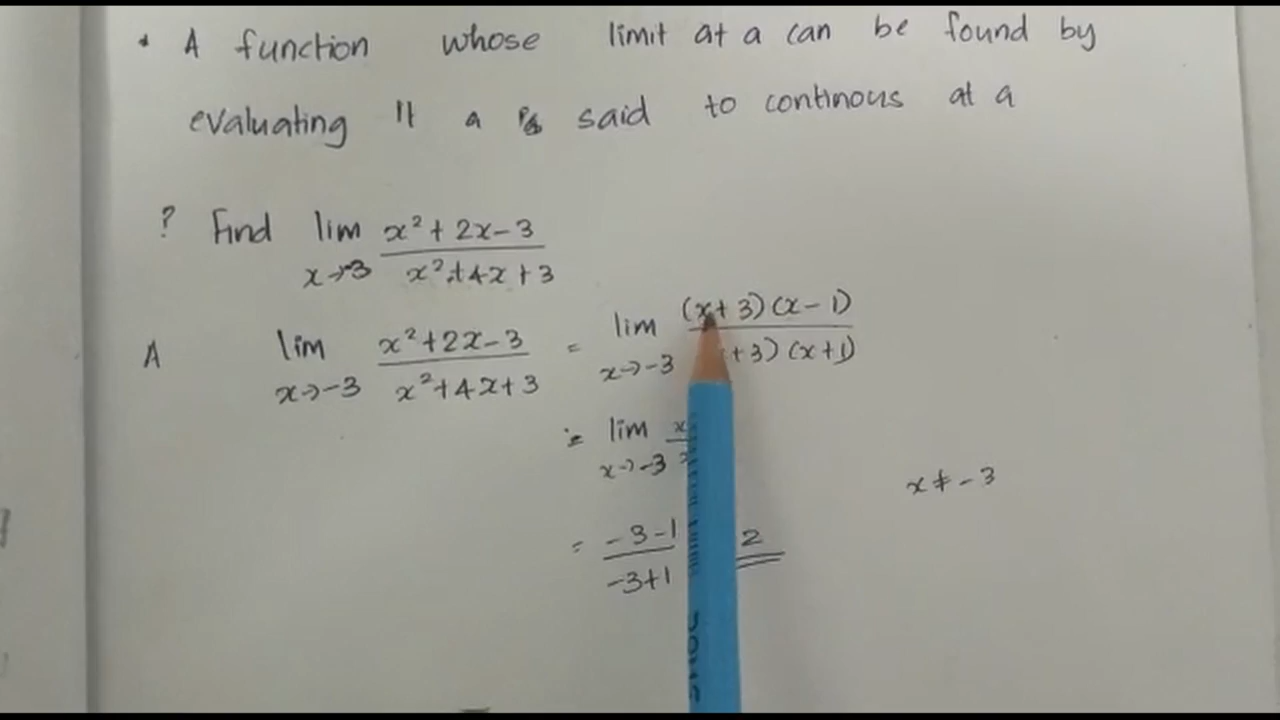 * A function whose limit at a can be found by
evaluating It a is said to continous at a
? Find lim x→-3 x²+2x-3 / x²+4x+3
A lim x→-3 x²+2x-3 / x²+4x+3 = lim x→-3 (x+3)(x-1) / +3)(x+1)
= lim x→-3 x
x≠-3
= -3-1 / -3+1 2